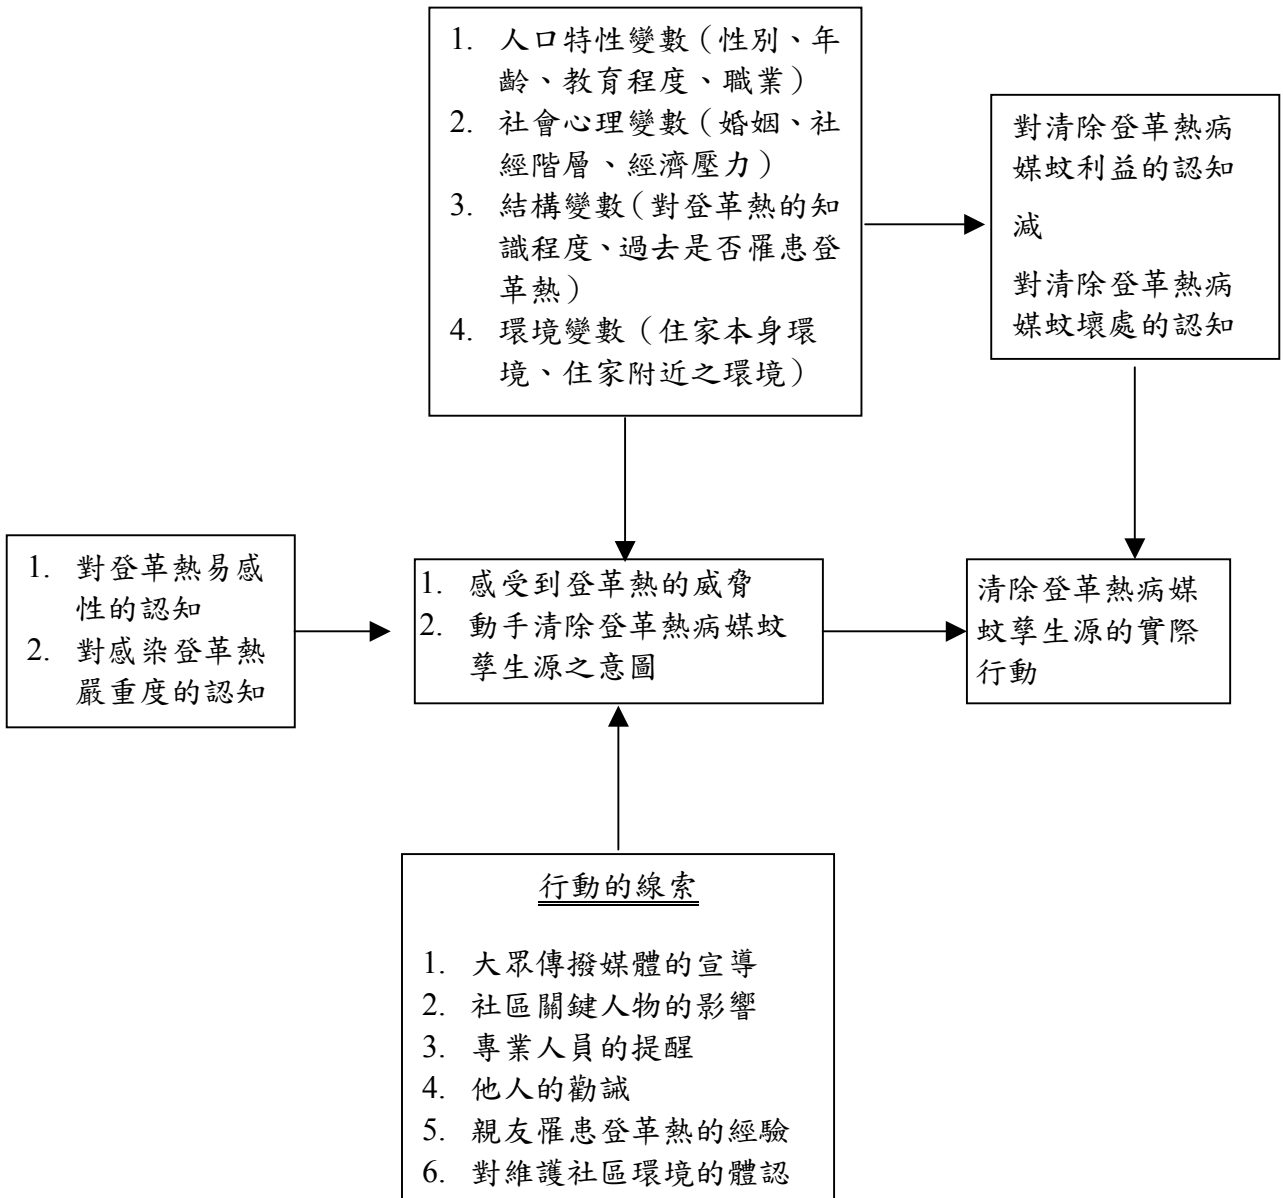 1. 人口特性變數（性別、年
齡、教育程度、職業）
2. 社會心理變數（婚姻、社
經階層、經濟壓力）
3. 結構變數（對登革熱的知
識程度、過去是否罹患登
革熱）
4. 環境變數（住家本身環
境、住家附近之環境）
對清除登革熱病
媒蚊利益的認知
減
對清除登革熱病
媒蚊壞處的認知
1. 對登革熱易感
性的認知
2. 對感染登革熱
嚴重度的認知
1. 感受到登革熱的威脅
2. 動手清除登革熱病媒蚊
孳生源之意圖
清除登革熱病媒
蚊孳生源的實際
行動
行動的線索
1. 大眾傳撥媒體的宣導
2. 社區關鍵人物的影響
3. 專業人員的提醒
4. 他人的勸誡
5. 親友罹患登革熱的經驗
6. 對維護社區環境的體認